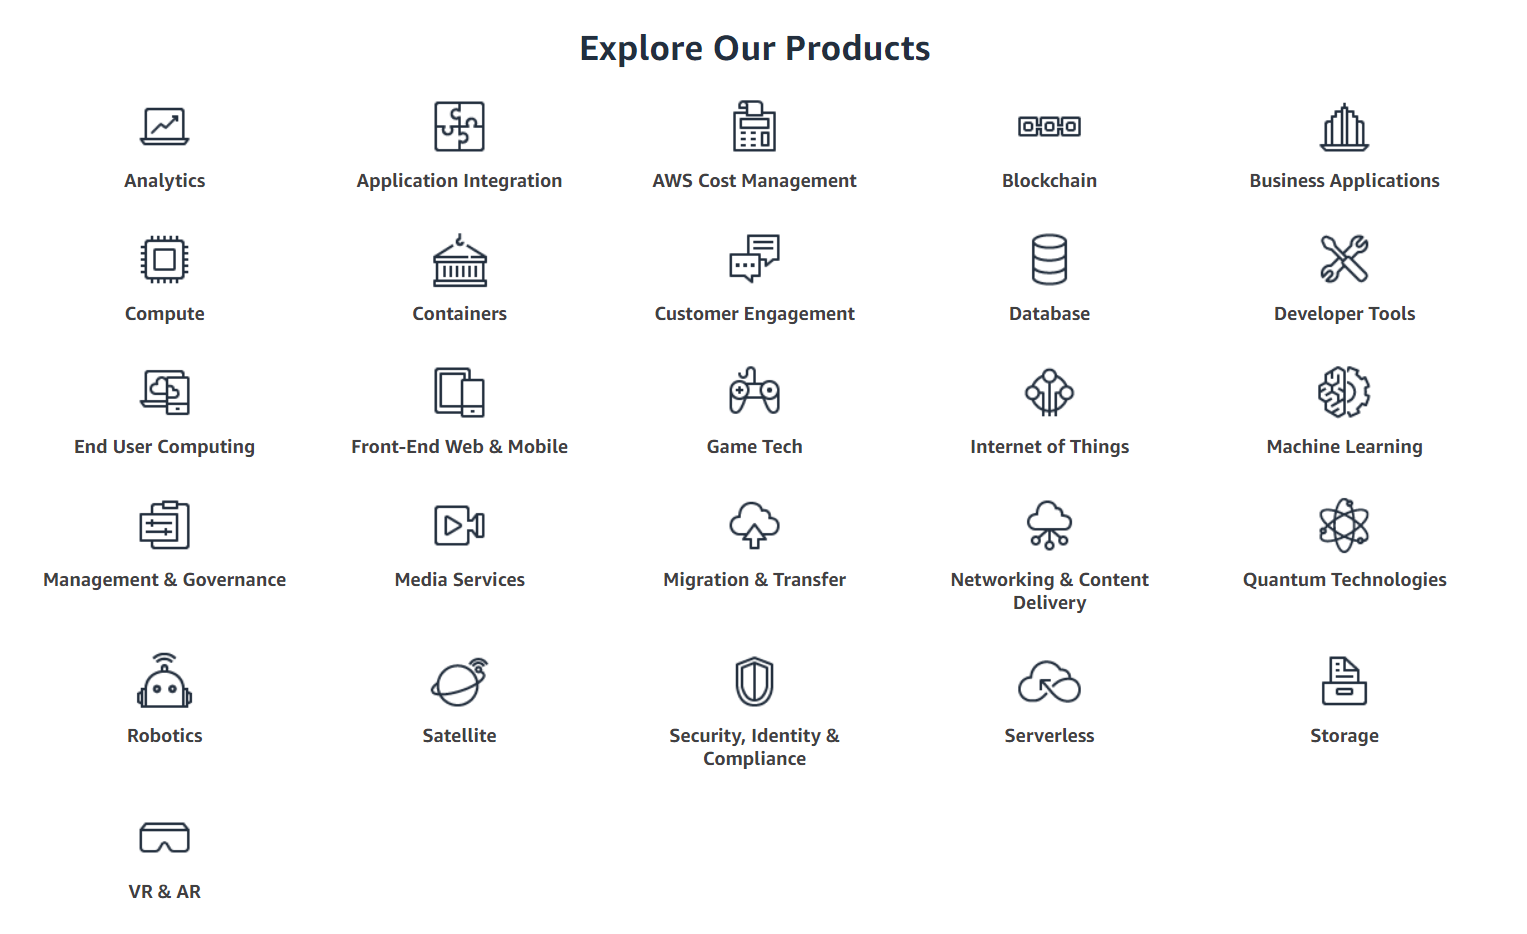 Explore Our Products
Analytics
Application Integration
AWS Cost Management
Blockchain
Business Applications
Compute
Containers
Customer Engagement
Database
Developer Tools
End User Computing
Front-End Web & Mobile
Game Tech
Internet of Things
Machine Learning
Management & Governance
Media Services
Migration & Transfer
Networking & Content
Delivery
Quantum Technologies
Robotics
Satellite
Security, Identity &
Compliance
Serverless
Storage
VR & AR